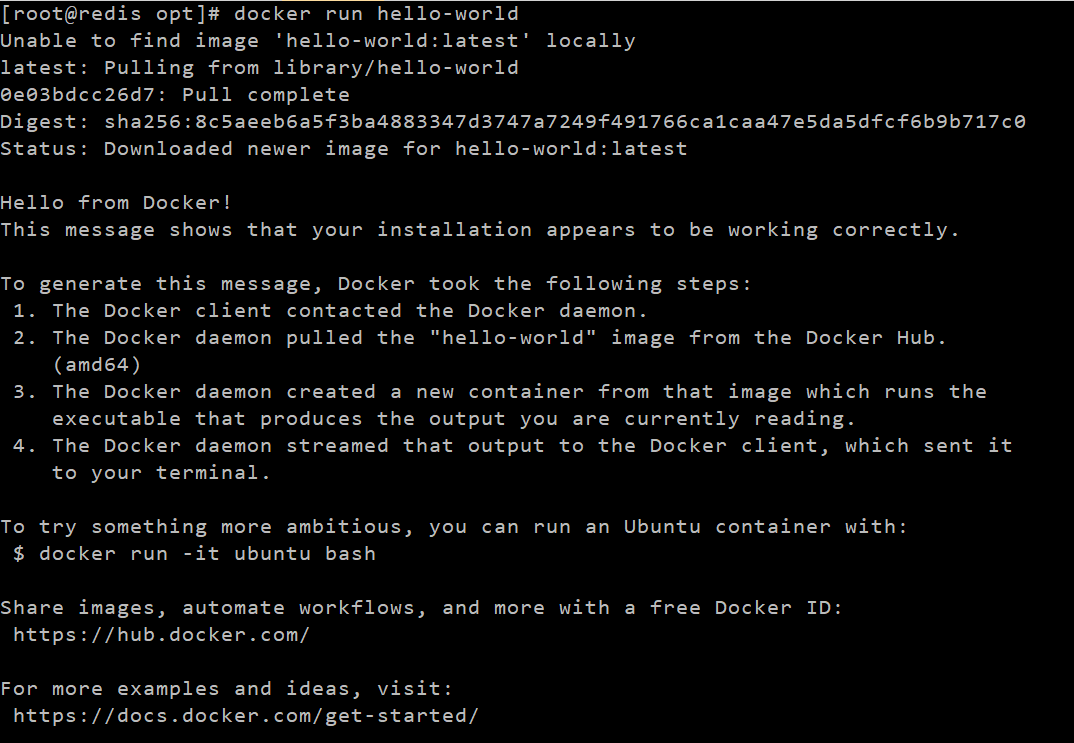 [root@redis opt]# docker run hello-world
Unable to find image 'hello-world:latest' locally
latest: Pulling from library/hello-world
0e03bdcc26d7: Pull complete
Digest: sha256:8c5aeeb6a5f3ba4883347d3747a7249f491766ca1caa47e5da5dfcf6b9b717c0
Status: Downloaded newer image for hello-world:latest

Hello from Docker!
This message shows that your installation appears to be working correctly.

To generate this message, Docker took the following steps:
 1. The Docker client contacted the Docker daemon.
 2. The Docker daemon pulled the "hello-world" image from the Docker Hub.
    (amd64)
 3. The Docker daemon created a new container from that image which runs the
    executable that produces the output you are currently reading.
 4. The Docker daemon streamed that output to the Docker client, which sent it
    to your terminal.

To try something more ambitious, you can run an Ubuntu container with:
 $ docker run -it ubuntu bash

Share images, automate workflows, and more with a free Docker ID:
 https://hub.docker.com/

For more examples and ideas, visit:
 https://docs.docker.com/get-started/